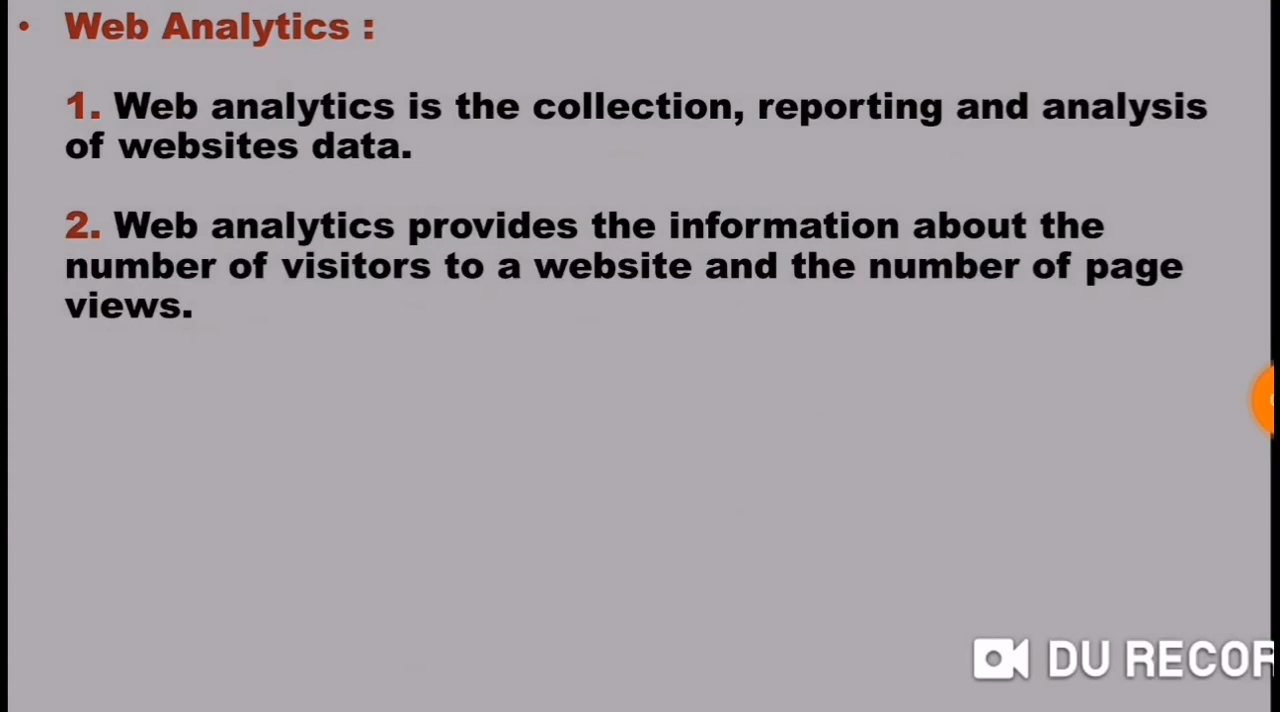 • Web Analytics :
1. Web analytics is the collection, reporting and analysis
of websites data.
2. Web analytics provides the information about the
number of visitors to a website and the number of page
views.
DU RECOR